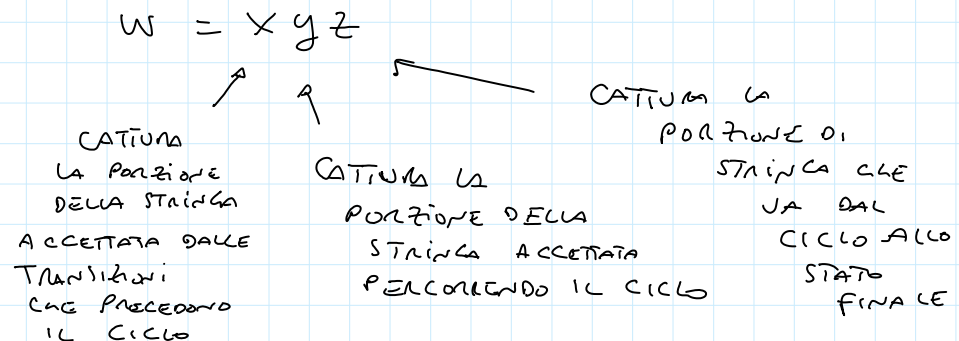 W = X Y Z
CATTURA
LA PORZIONE
DELLA STRINGA
ACCETTATA DALLE
TRANSIZIONI
CHE PRECEDONO
IL CICLO
CATTURA LA
PORZIONE DELLA
STRINGA ACCETTATA
PERCORRENDO IL CICLO
CATTURA LA
PORZIONE DI
STRINGA CHE
VA DAL
CICLO ALLO
STATO
FINALE